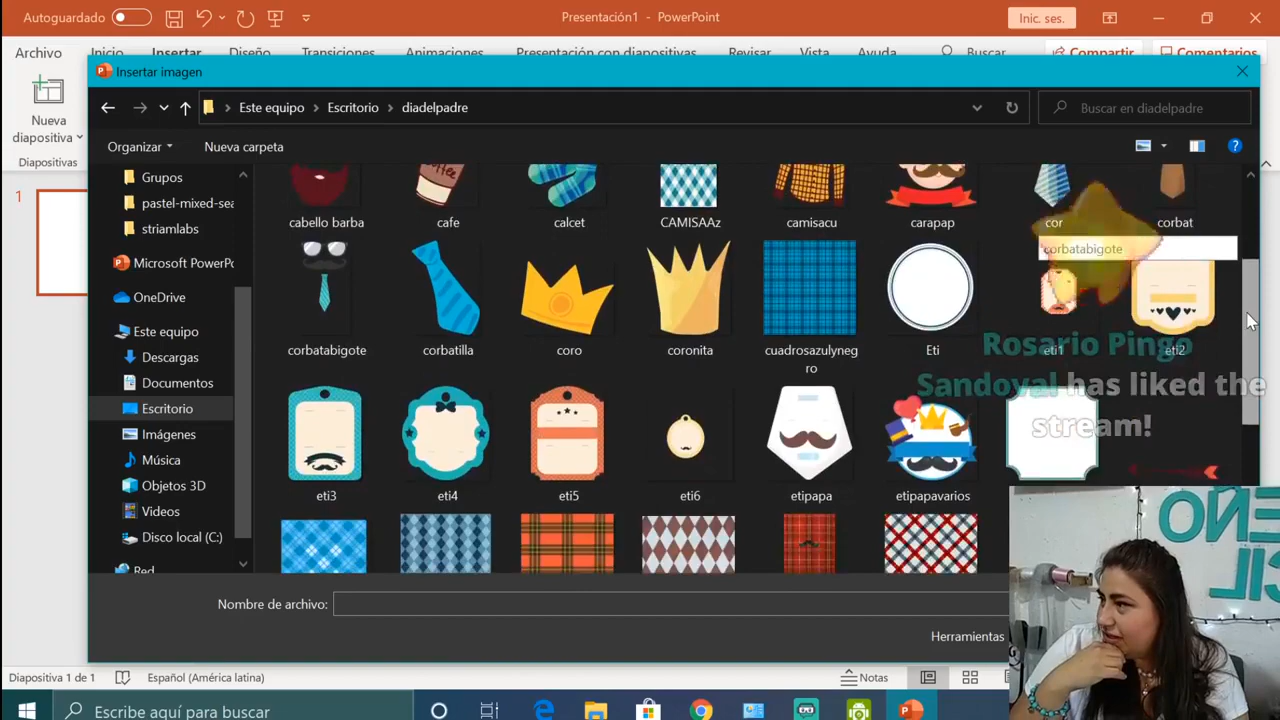 Autoguardado
Presentación1 - PowerPoint
Inic. ses.
Archivo Inicio Insertar Diseño Transiciones Animaciones Presentación con diapositivas Revisar Vista Ayuda Buscar Compartir Comentarios
Nueva
diapositiva
Diapositivas
1
Insertar imagen
Este equipo > Escritorio > diadelpadre
Buscar en diadelpadre
Organizar Nueva carpeta
Grupos
pastel-mixed-sea
striamlabs
Microsoft PowerPo
OneDrive
Este equipo
Descargas
Documentos
Escritorio
Imágenes
Música
Objetos 3D
Videos
Disco local (C:)
Red
coffee
cabello barba cafe calcet CAMISAAz camisacu carapap cor corbat
corbatabigote
corbatabigote corbatilla coro coronita cuadrosazulyneg
ro Eti eti1 eti2
Rosario Pingo
Sandoval has liked the
stream!
eti3 eti4 eti5 eti6 etipapa etipapavarios
Nombre de archivo:
Herramientas
Diapositiva 1 de 1 Español (América latina) Notas
Escribe aquí para buscar